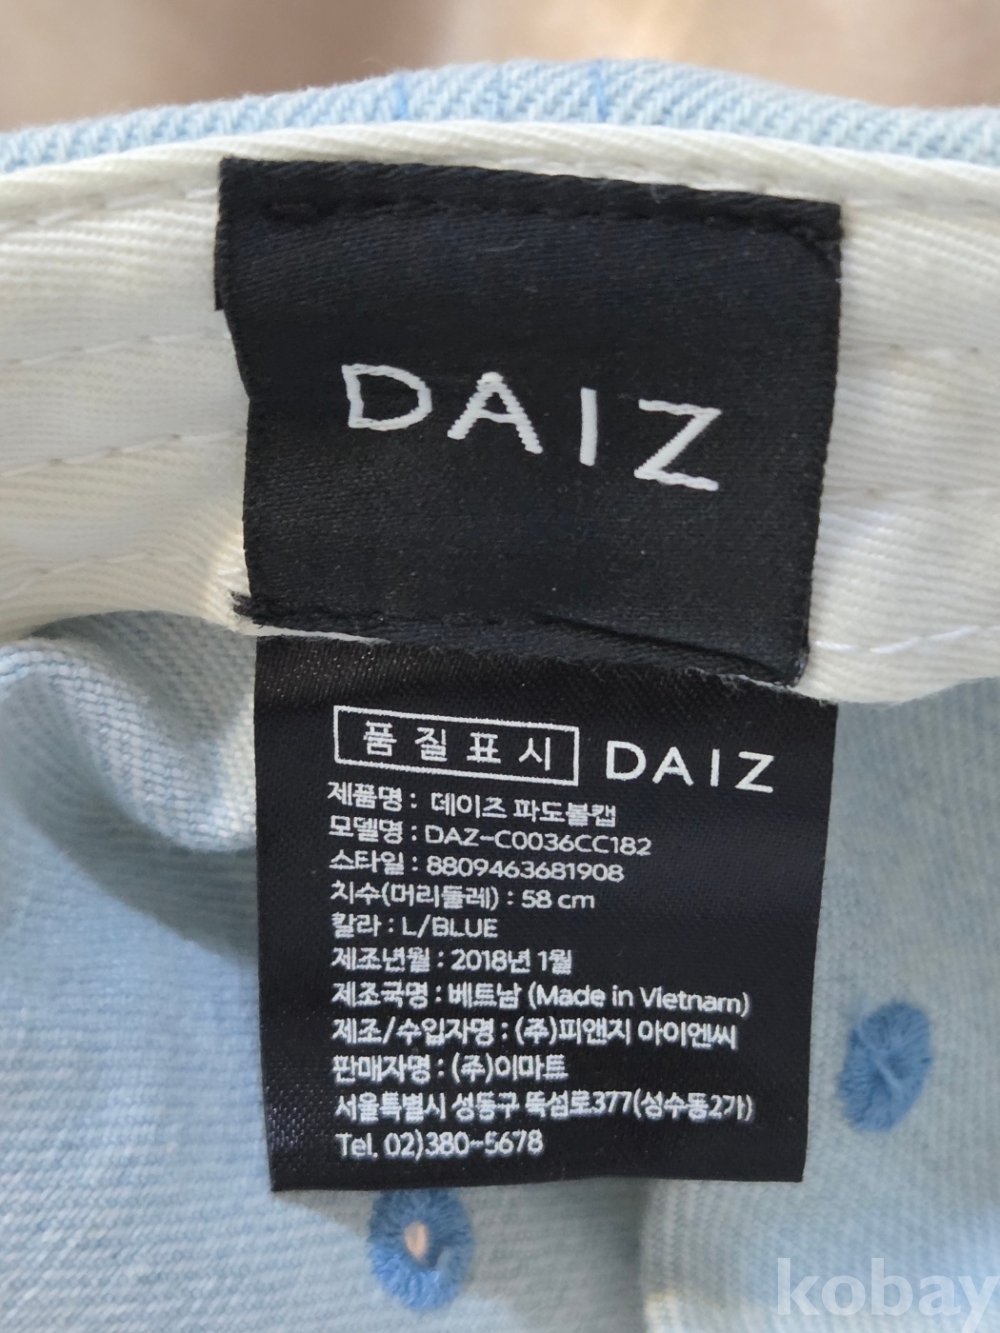 DAIZ
품질표시 DAIZ
제품명 : 데이즈 파도볼캡
모델명 : DAZ-C0036CC182
스타일 : 8809463681908
치수(머리둘레) : 58 cm
칼라 : L/BLUE
제조년월 : 2018년 1월
제조국명 : 베트남 (Made in Vietnam)
제조/수입자명 : (주)피앤지 아이엔씨
판매자명 : (주)이마트
서울특별시 성동구 뚝섬로377(성수동2가)
Tel. 02)380-5678
kobay